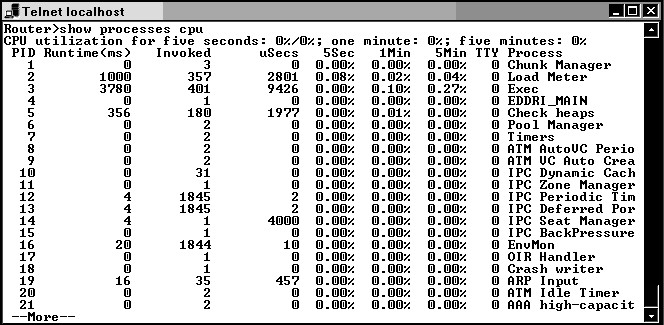 Telnet localhost
Router>show processes cpu
CPU utilization for five seconds: 0%/0%; one minute: 0%; five minutes: 0%
PID Runtime(ms) Invoked uSecs 5Sec 1Min 5Min TTY Process
1 0 3 0 0.00% 0.00% 0.00% 0 Chunk Manager
2 1000 357 2801 0.08% 0.02% 0.04% 0 Load Meter
3 3780 401 9426 0.00% 0.10% 0.27% 0 Exec
4 0 1 0 0.00% 0.00% 0.00% 0 EDDRI_MAIN
5 356 180 1977 0.00% 0.01% 0.00% 0 Check heaps
6 0 2 0 0.00% 0.00% 0.00% 0 Pool Manager
7 0 2 0 0.00% 0.00% 0.00% 0 Timers
8 0 2 0 0.00% 0.00% 0.00% 0 ATM AutoVC Perio
9 0 2 0 0.00% 0.00% 0.00% 0 ATM VC Auto Crea
10 0 31 0 0.00% 0.00% 0.00% 0 IPC Dynamic Cach
11 0 1 0 0.00% 0.00% 0.00% 0 IPC Zone Manager
12 4 1845 2 0.00% 0.00% 0.00% 0 IPC Periodic Tim
13 4 1845 2 0.00% 0.00% 0.00% 0 IPC Deferred Por
14 4 1 4000 0.00% 0.00% 0.00% 0 IPC Seat Manager
15 0 1 0 0.00% 0.00% 0.00% 0 IPC BackPressure
16 20 1844 10 0.00% 0.00% 0.00% 0 EnvMon
17 0 1 0 0.00% 0.00% 0.00% 0 OIR Handler
18 0 1 0 0.00% 0.00% 0.00% 0 Crash writer
19 16 35 457 0.00% 0.00% 0.00% 0 ARP Input
20 0 2 0 0.00% 0.00% 0.00% 0 ATM Idle Timer
21 0 2 0 0.00% 0.00% 0.00% 0 AAA high-capacit
--More--